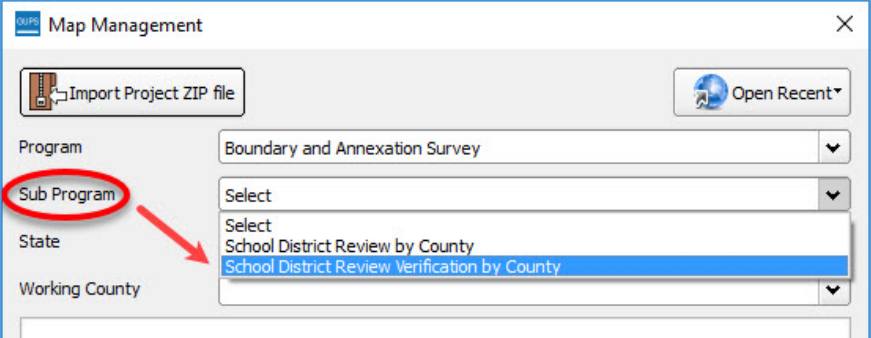 GUPS Map Management
Import Project ZIP file
Open Recent
Program Boundary and Annexation Survey
Sub Program Select
Select
State School District Review by County
School District Review Verification by County
Working County